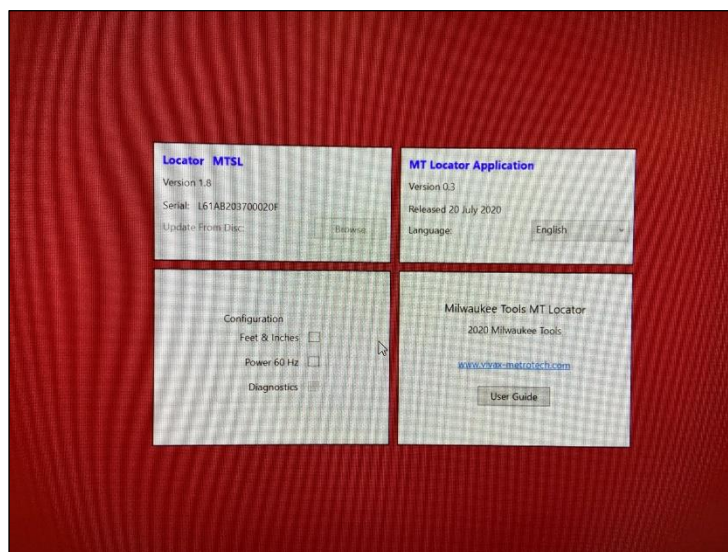 Locator MTSL
Version 1.8
Serial: L61AB203700020F
Update From Disc:
Browse
MT Locator Application
Version 0.3
Released 20 July 2020
Language:
English
Configuration
Feet & Inches
Power 60 Hz
Diagnostics
Milwaukee Tools MT Locator
2020 Milwaukee Tools
www.vivax-metrotech.com
User Guide